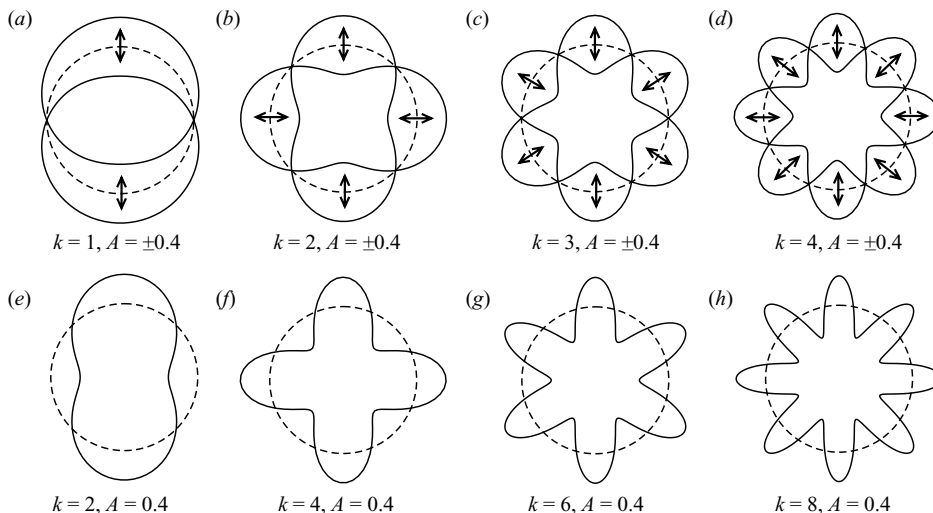 (a) (b) (c) (d)
k = 1, A = ±0.4 k = 2, A = ±0.4 k = 3, A = ±0.4 k = 4, A = ±0.4
(e) (f) (g) (h)
k = 2, A = 0.4 k = 4, A = 0.4 k = 6, A = 0.4 k = 8, A = 0.4